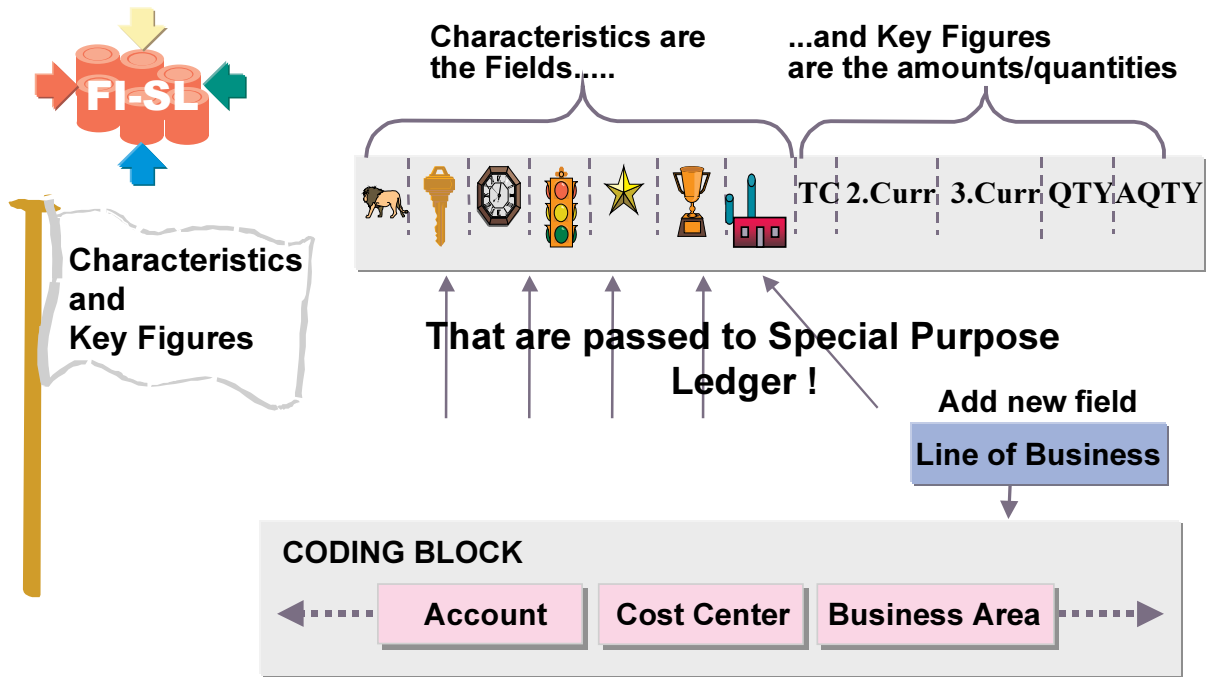 FI-SL
Characteristics are
the Fields.....
...and Key Figures
are the amounts/quantities
TC 2.Curr 3.Curr QTY AQTY
Characteristics
and
Key Figures
That are passed to Special Purpose
Ledger !
Add new field
Line of Business
CODING BLOCK
Account Cost Center Business Area